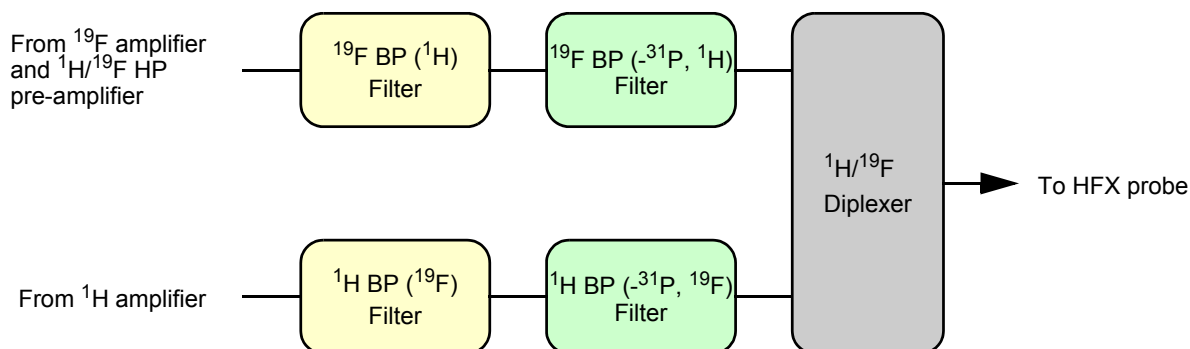 From ¹⁹F amplifier
and ¹H/¹⁹F HP
pre-amplifier
¹⁹F BP (¹H)
Filter
¹⁹F BP (-³¹P, ¹H)
Filter
¹H/¹⁹F
Diplexer
To HFX probe
From ¹H amplifier
¹H BP (¹⁹F)
Filter
¹H BP (-³¹P, ¹⁹F)
Filter